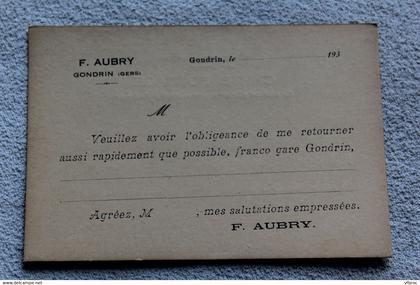 F. AUBRY
GONDRIN (GERS)
Gondrin, le 193
M
Veuillez avoir l'obligeance de me retourner
aussi rapidement que possible, franco gare Gondrin,
Agréez, M , mes salutations empressées.
F. AUBRY.